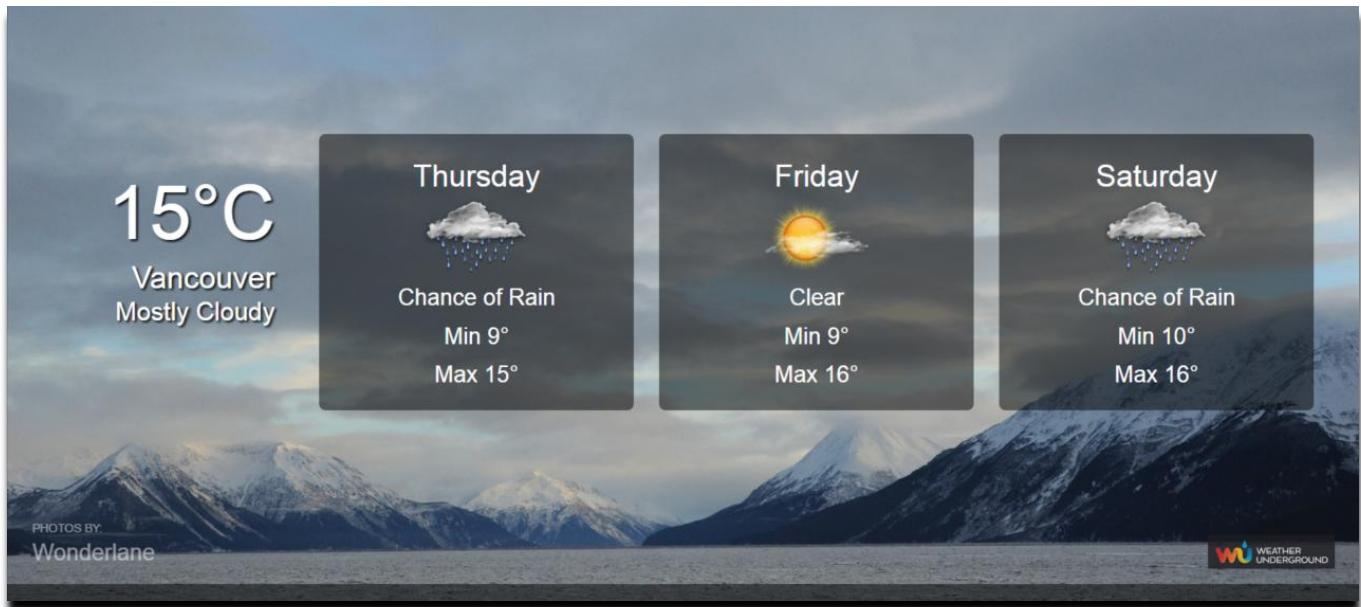 15°C
Vancouver
Mostly Cloudy
Thursday
Chance of Rain
Min 9°
Max 15°
Friday
Clear
Min 9°
Max 16°
Saturday
Chance of Rain
Min 10°
Max 16°
PHOTOS BY:
Wonderlane
WEATHER
UNDERGROUND